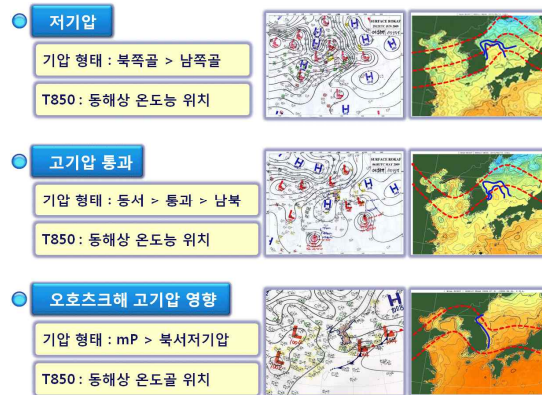 저기압
기압 형태 : 북쪽골 > 남쪽골
T850 : 동해상 온도능 위치
고기압 통과
기압 형태 : 동서 > 통과 > 남북
T850 : 동해상 온도능 위치
오호츠크해 고기압 영향
기압 형태 : mP > 북서저기압
T850 : 동해상 온도골 위치